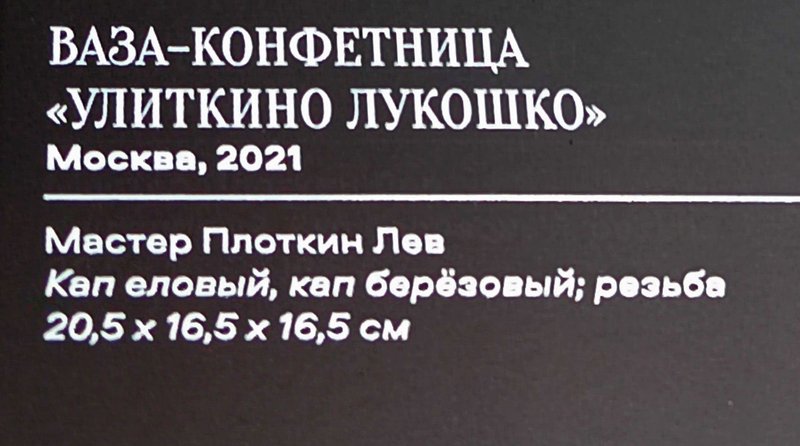 ВАЗА–КОНФЕТНИЦА
«УЛИТКИНО ЛУКОШКО»
Москва, 2021
Мастер Плоткин Лев
Кап еловый, кап берёзовый; резьба
20,5 х 16,5 х 16,5 см